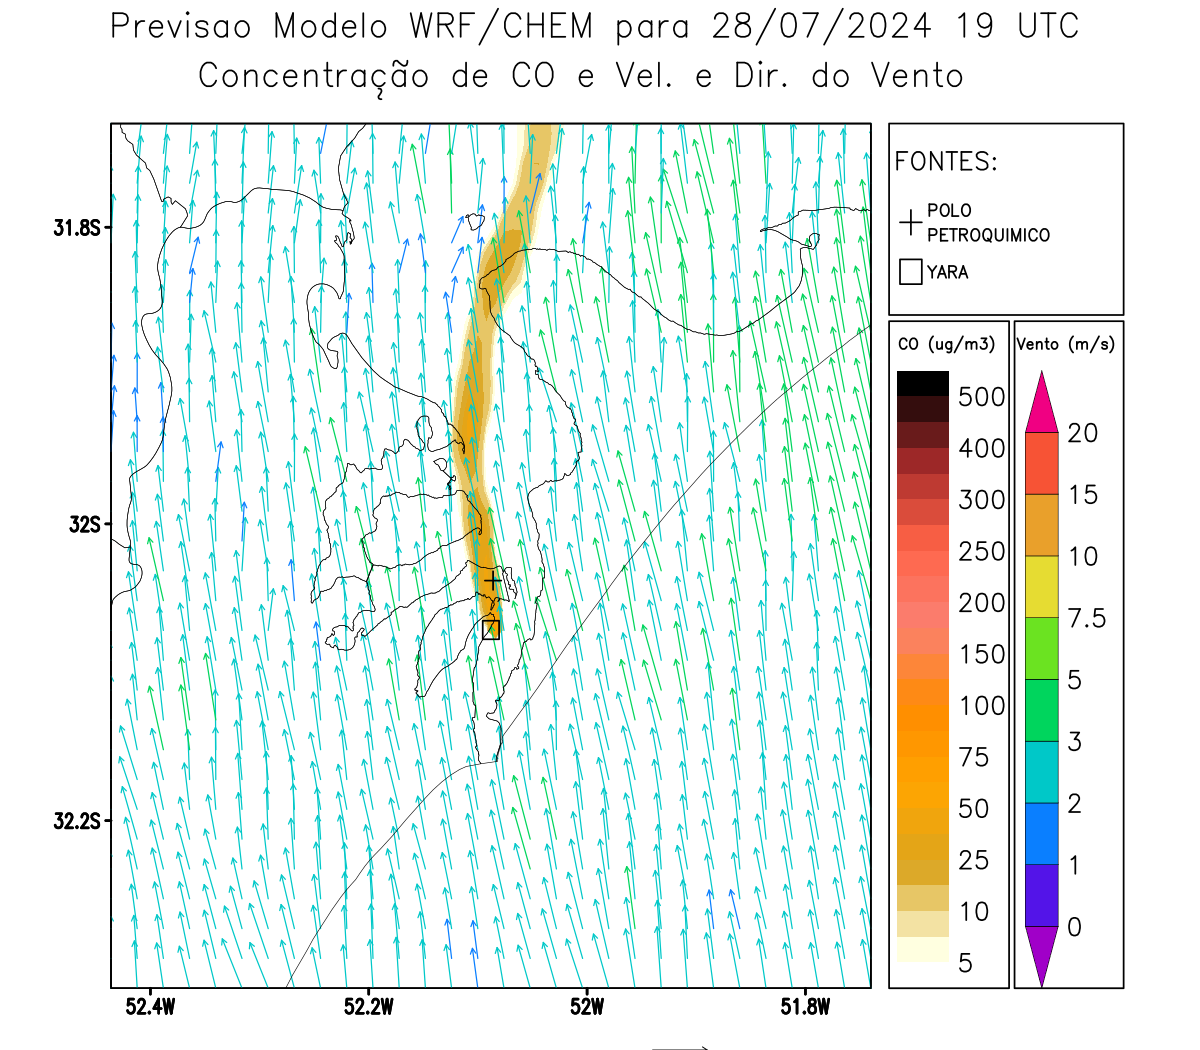 Previsao Modelo WRF/CHEM para 28/07/2024 19 UTC
Concentração de CO e Vel. e Dir. do Vento
FONTES:
POLO
PETROQUIMICO
YARA
CO (ug/m3)
500
400
300
250
200
150
100
75
50
25
10
5
Vento (m/s)
20
15
10
7.5
5
3
2
1
0
31.8S
32S
32.2S
52.4W
52.2W
52W
51.8W